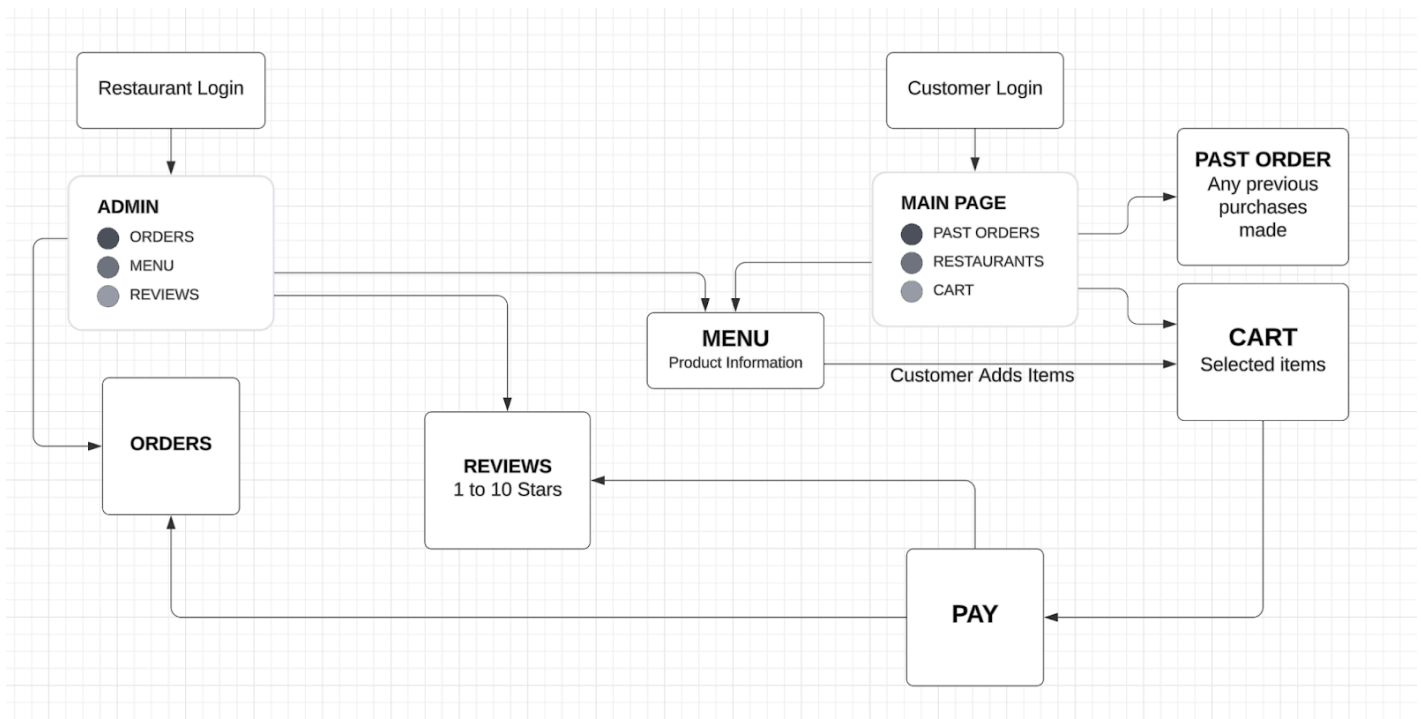 Restaurant Login
Customer Login
ADMIN
ORDERS
MENU
REVIEWS
MAIN PAGE
PAST ORDERS
RESTAURANTS
CART
PAST ORDER
Any previous
purchases
made
MENU
Product Information
Customer Adds Items
CART
Selected items
ORDERS
REVIEWS
1 to 10 Stars
PAY